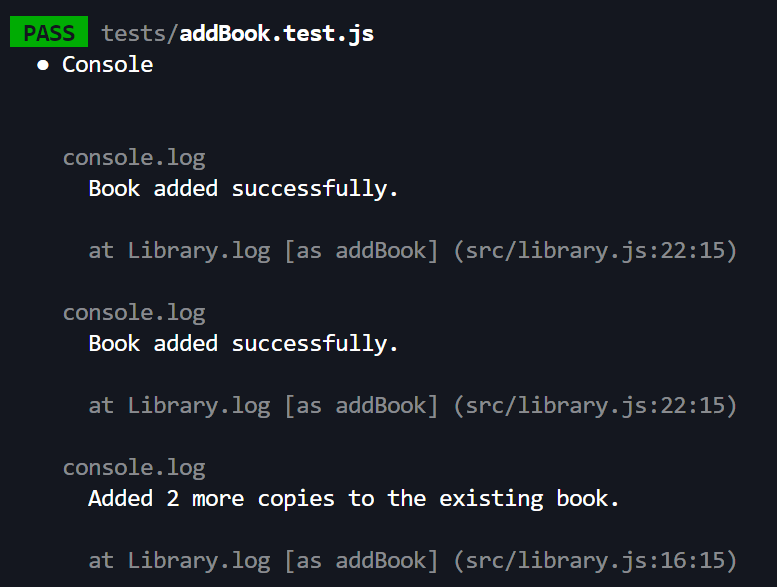 PASS tests/addBook.test.js
● Console
console.log
Book added successfully.
at Library.log [as addBook] (src/library.js:22:15)
console.log
Book added successfully.
at Library.log [as addBook] (src/library.js:22:15)
console.log
Added 2 more copies to the existing book.
at Library.log [as addBook] (src/library.js:16:15)